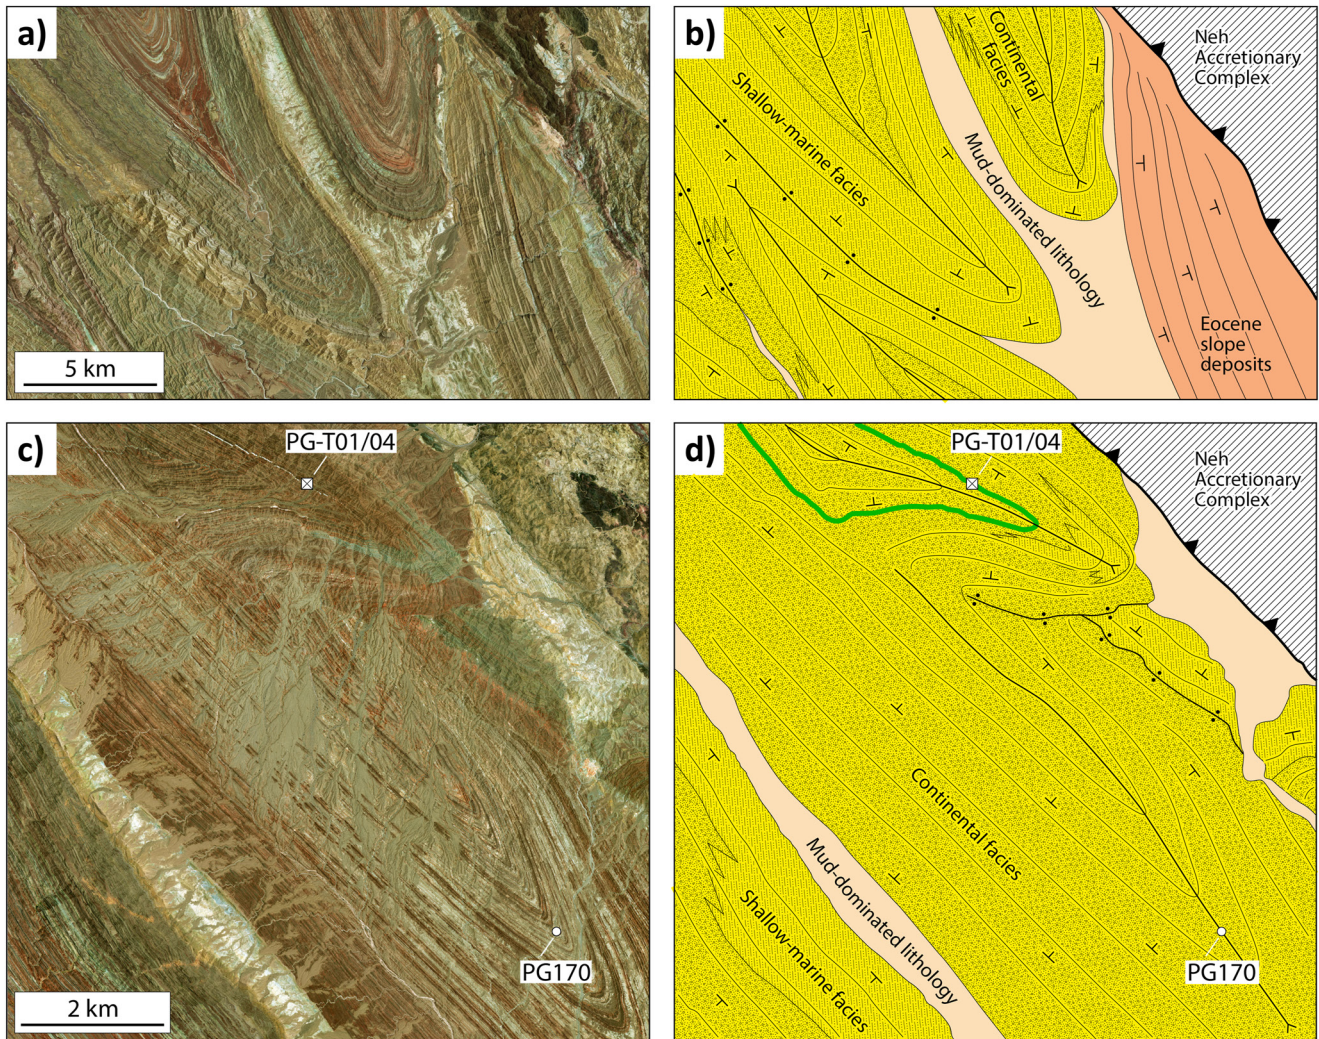 a)
5 km
b)
Continental
facies
Shallow-marine facies
Mud-dominated lithology
Neh
Accretionary
Complex
Eocene
slope
deposits
c)
PG-T01/04
PG170
2 km
d)
PG-T01/04
Neh
Accretionary
Complex
Continental facies
Mud-dominated lithology
Shallow-marine facies
PG170